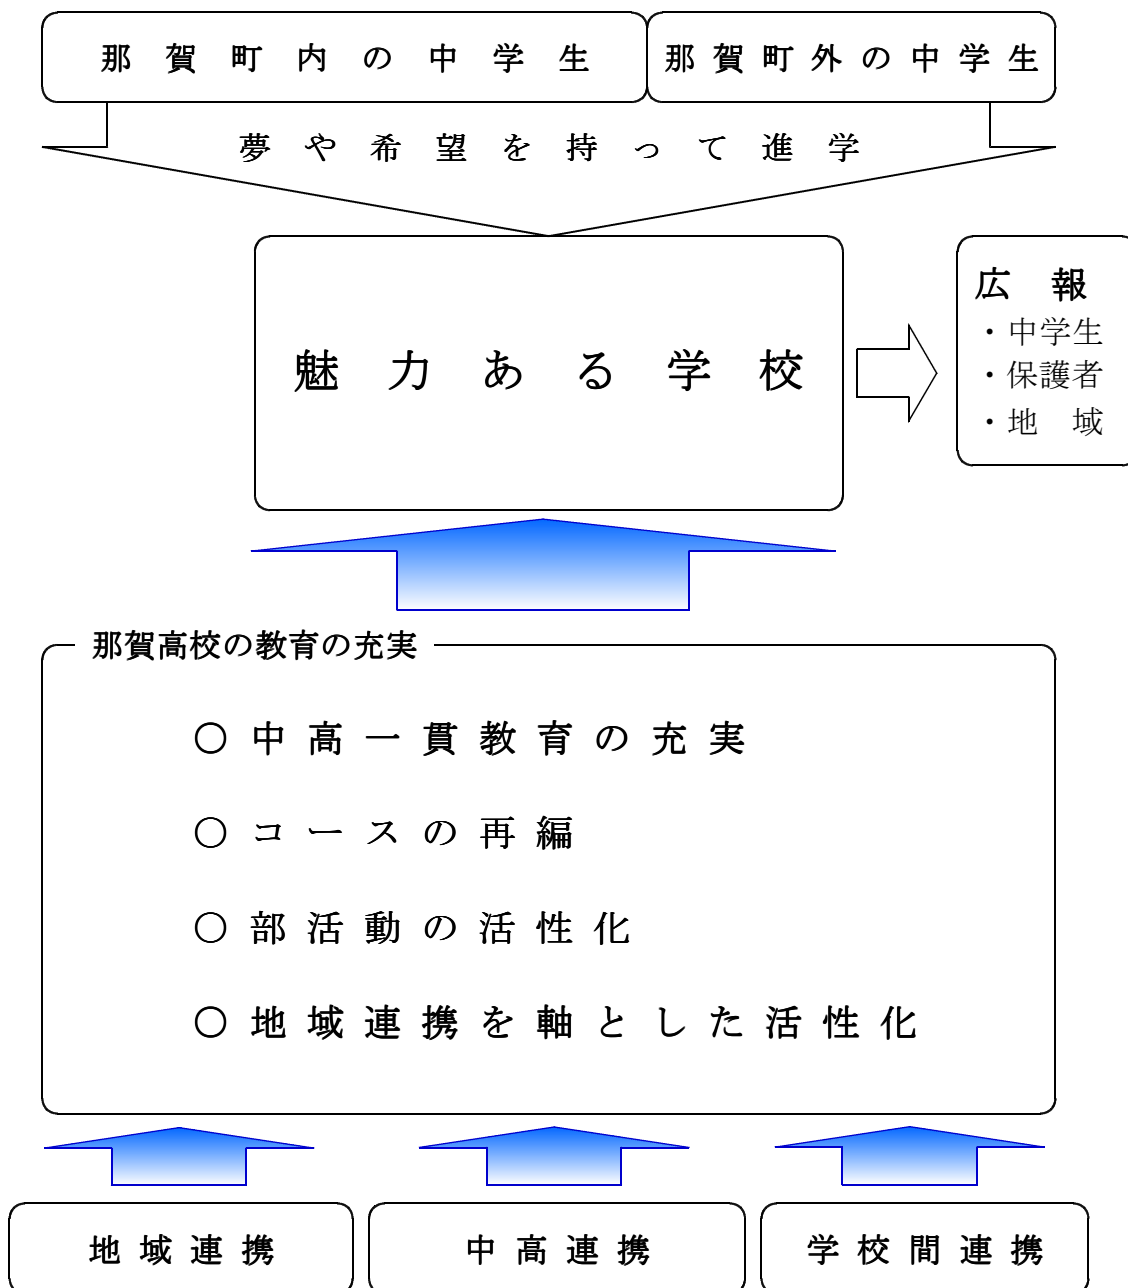 那賀町内の中学生
那賀町外の中学生
夢や希望を持って進学
魅力ある学校
広報
・中学生
・保護者
・地域
那賀高校の教育の充実
○中高一貫教育の充実
○コースの再編
○部活動の活性化
○地域連携を軸とした活性化
地域連携
中高連携
学校間連携